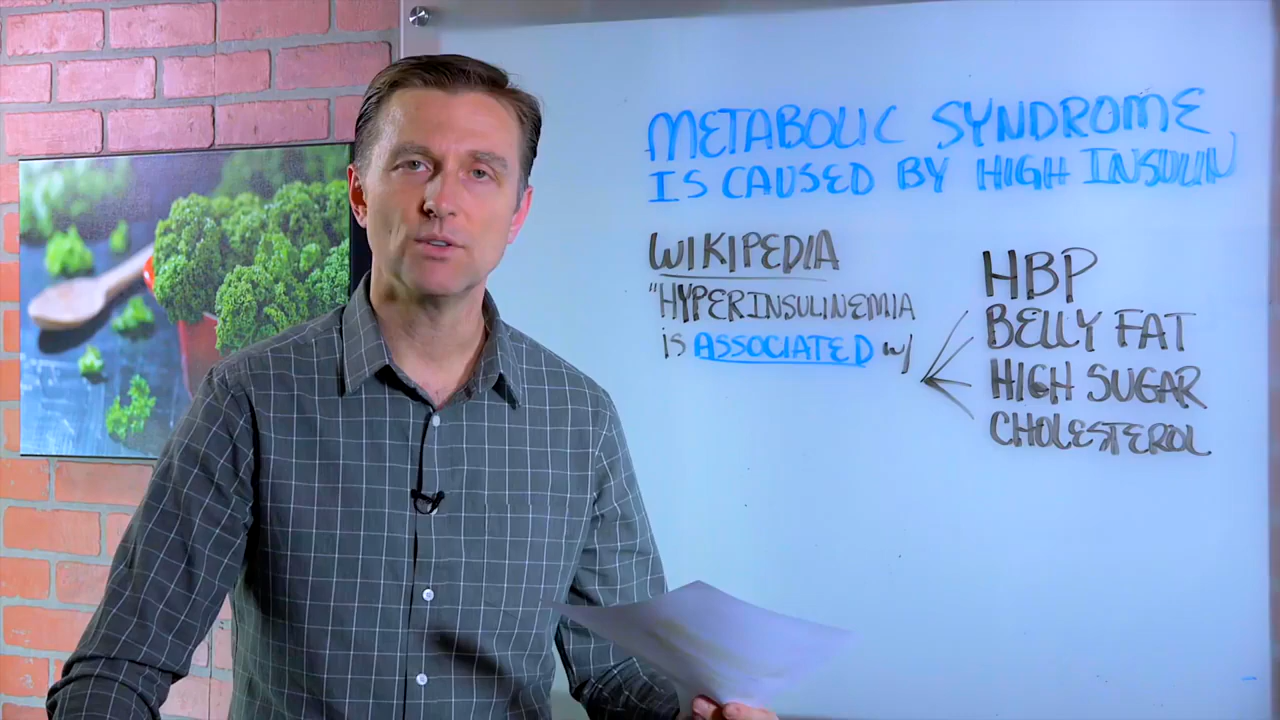 METABOLIC SYNDROME
IS CAUSED BY HIGH INSULIN
WIKIPEDIA
"HYPERINSULINEMIA
is ASSOCIATED w/
HBP
BELLY FAT
HIGH SUGAR
CHOLESTEROL